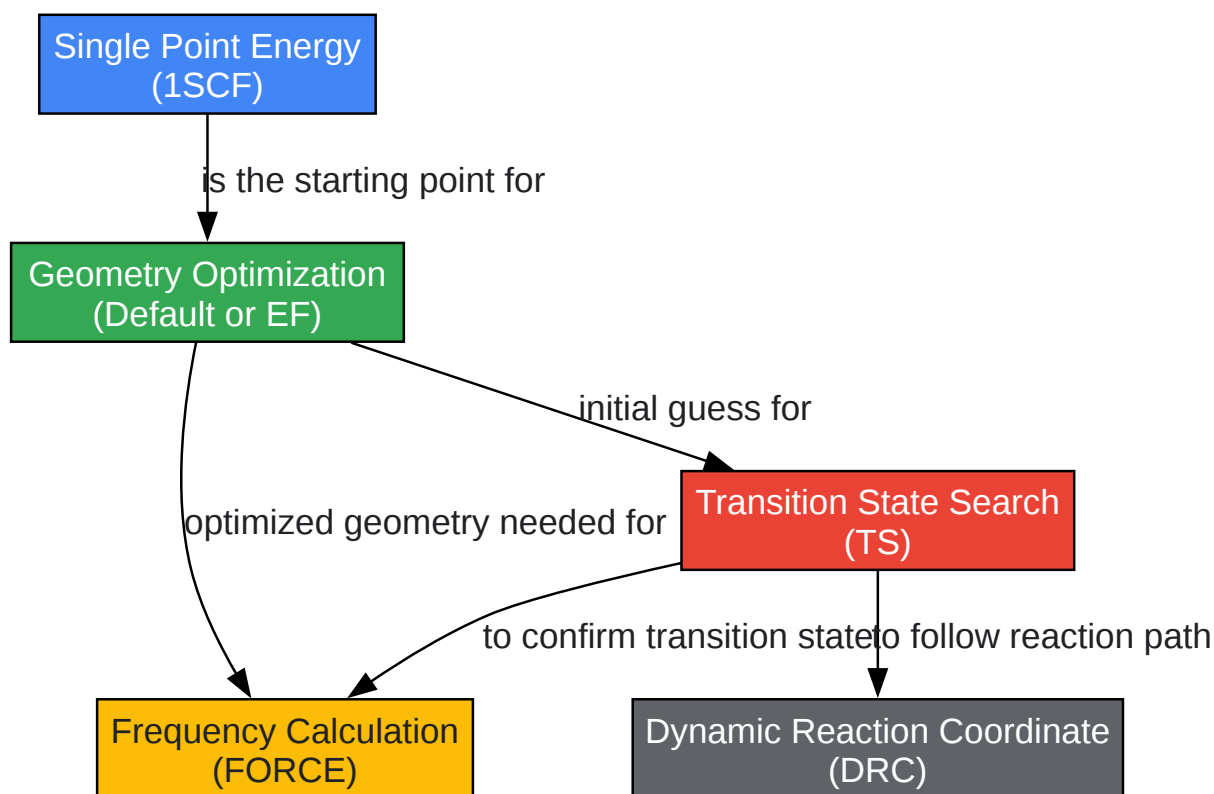 Single Point Energy
(1SCF)
is the starting point for
Geometry Optimization
(Default or EF)
initial guess for
optimized geometry needed for
Transition State Search
(TS)
to confirm transition state
to follow reaction path
Frequency Calculation
(FORCE)
Dynamic Reaction Coordinate
(DRC)